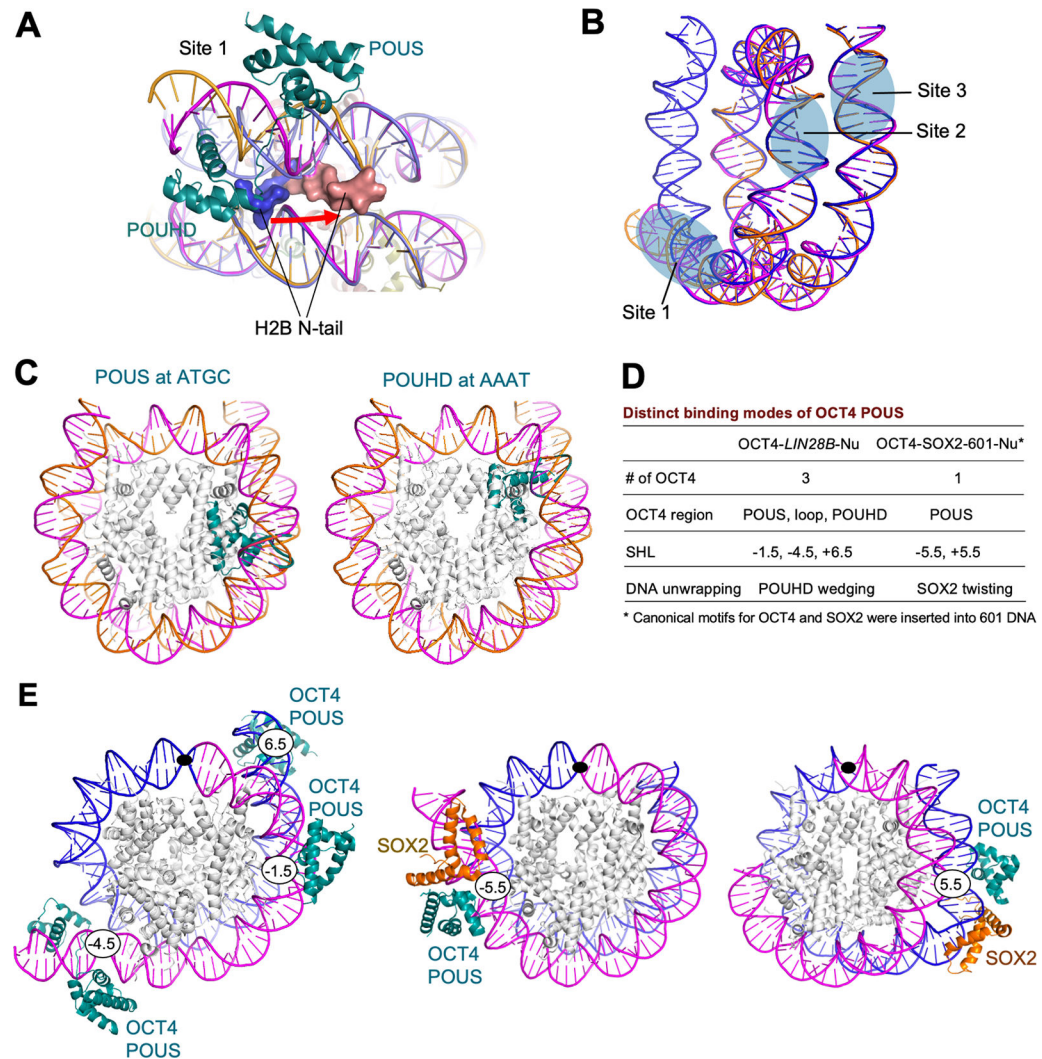 A
Site 1
POUS
POUHD
H2B N-tail
B
Site 3
Site 2
Site 1
C
POUS at ATGC
POUHD at AAAT
D
Distinct binding modes of OCT4 POUS
OCT4-LIN28B-Nu OCT4-SOX2-601-Nu*
# of OCT4 3 1
OCT4 region POUS, loop, POUHD POUS
SHL -1.5, -4.5, +6.5 -5.5, +5.5
DNA unwrapping POUHD wedging SOX2 twisting
* Canonical motifs for OCT4 and SOX2 were inserted into 601 DNA
E
OCT4
POUS
6.5
OCT4
POUS
-1.5
-4.5
OCT4
POUS
SOX2
-5.5
OCT4
POUS
OCT4
POUS
5.5
SOX2